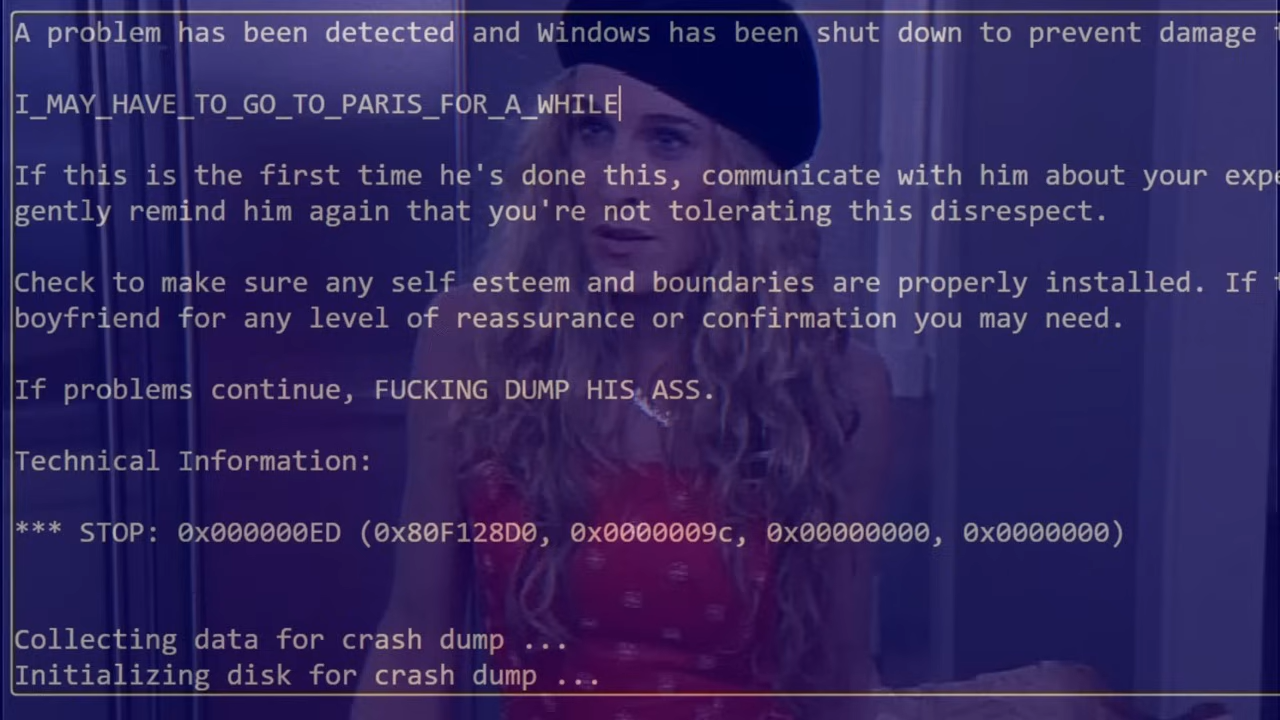 A problem has been detected and Windows has been shut down to prevent damage
I_MAY_HAVE_TO_GO_TO_PARIS_FOR_A_WHILE
If this is the first time he's done this, communicate with him about your expe
gently remind him again that you're not tolerating this disrespect.
Check to make sure any self esteem and boundaries are properly installed. If
boyfriend for any level of reassurance or confirmation you may need.
If problems continue, FUCKING DUMP HIS ASS.
Technical Information:
*** STOP: 0x000000ED (0x80F128D0, 0x0000009c, 0x00000000, 0x0000000)
Collecting data for crash dump ...
Initializing disk for crash dump ...